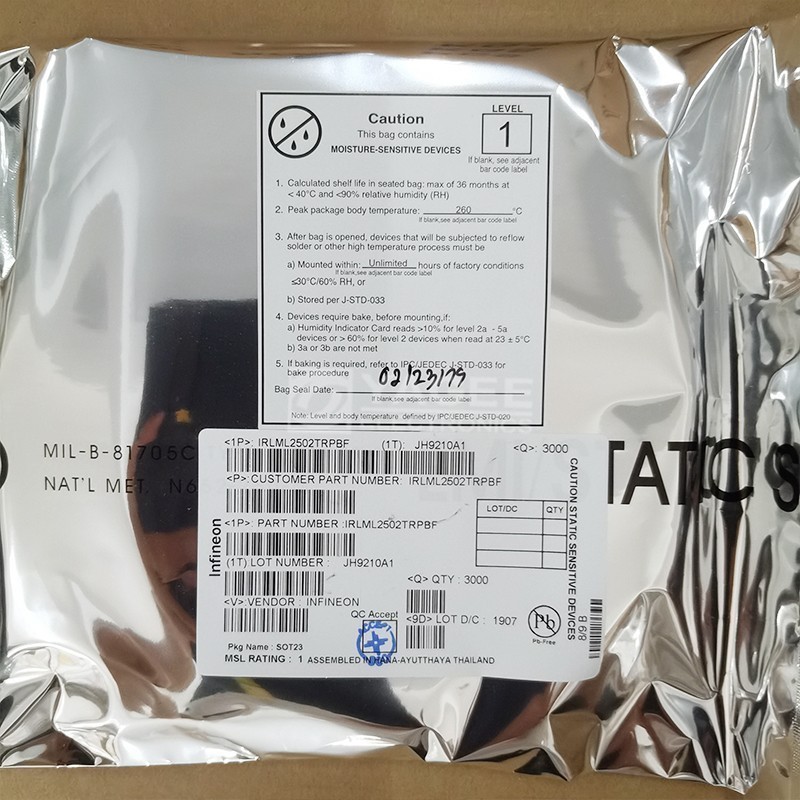 Caution
This bag contains
MOISTURE-SENSITIVE DEVICES
LEVEL
1
If blank, see adjacent
bar code label
1. Calculated shelf life in seated bag: max of 36 months at
< 40°C and <90% relative humidity (RH)
2. Peak package body temperature: 260 °C
If blank,see adjacent bar code label
3. After bag is opened, devices that will be subjected to reflow
solder or other high temperature process must be
a) Mounted within: Unlimited hours of factory conditions
If blank,see adjacent bar code label
≤30°C/60% RH, or
b) Stored per J-STD-033
4. Devices require bake, before mounting,if:
a) Humidity Indicator Card reads >10% for level 2a - 5a
devices or > 60% for level 2 devices when read at 23 ± 5°C
b) 3a or 3b are not met
5. If baking is required, refer to IPC/JEDEC J-STD-033 for
bake procedure
Bag Seal Date: 02/23/19
If blank,see adjacent bar code label
Note: Level and body temperature defined by IPC/JEDEC J-STD-020
MIL-B-81705C
NAT'L MET. N6
TATIC S
<1P>: IRLML2502TRPBF (1T): JH9210A1 <Q>: 3000
<P>: CUSTOMER PART NUMBER: IRLML2502TRPBF
<1P>: PART NUMBER :IRLML2502TRPBF
(1T) LOT NUMBER : JH9210A1
<Q> QTY : 3000
<V>: VENDOR : INFINEON
QC Accept
<9D> LOT D/C : 1907
Pkg Name : SOT23
MSL RATING : 1 ASSEMBLED IN HANA-AYUTTHAYA THAILAND
Infineon
LOT/DC QTY
CAUTION STATIC SENSITIVE DEVICES
Pb
Pb-Free